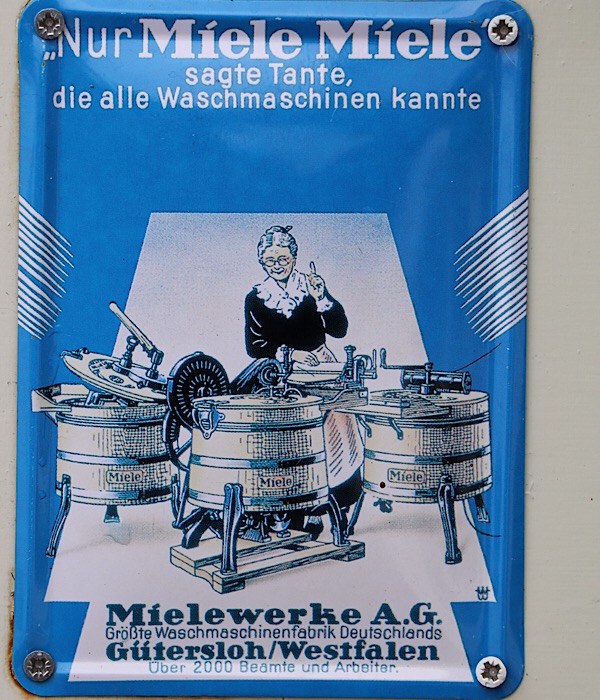 „Nur Miele Miele"
sagte Tante,
die alle Waschmaschinen kannte
Miele
Miele
Miele
Mielewerke A.G.
Größte Waschmaschinenfabrik Deutschlands
Gütersloh/Westfalen
Über 2000 Beamte und Arbeiter.